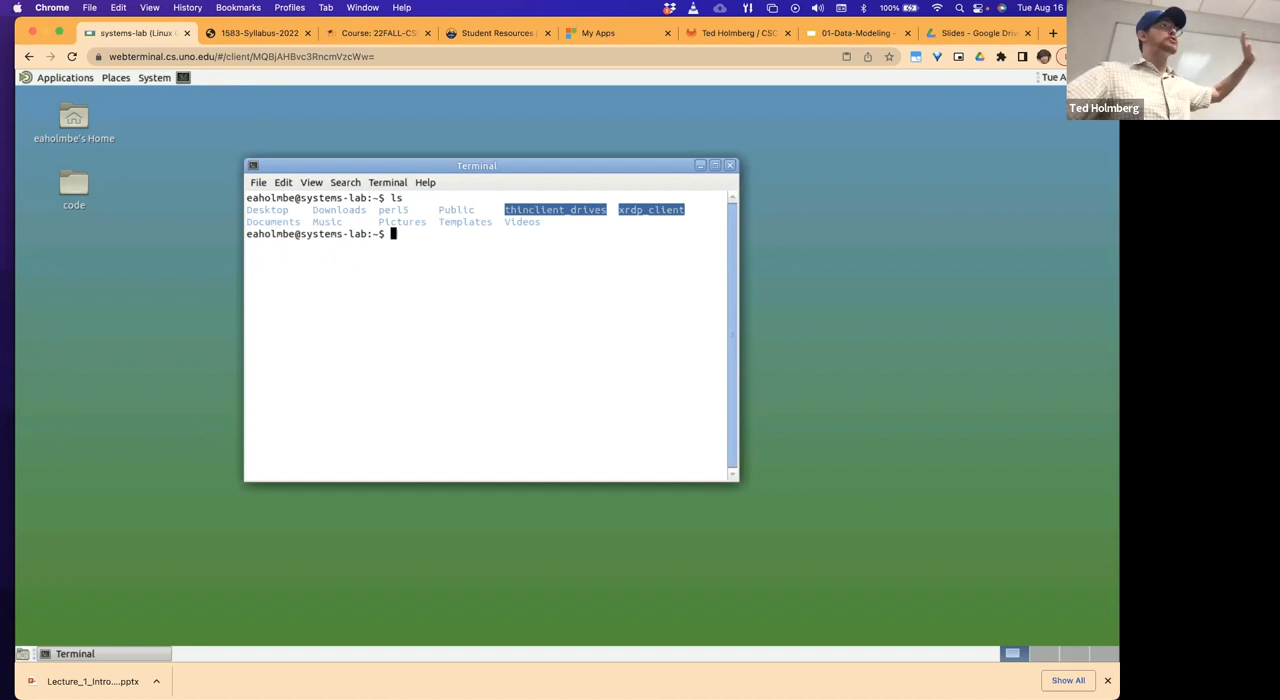 Chrome File Edit View History Bookmarks Profiles Tab Window Help 100% Tue Aug 16
systems-lab (Linux 1583-Syllabus-2022 Course: 22FALL-CS Student Resources My Apps Ted Holmberg / CSC 01-Data-Modeling - Slides - Google Driv
webterminal.cs.uno.edu/#/client/MQBjAHBvc3RncmVzcWw=
Applications Places System Tue A
Ted Holmberg
eaholmbe's Home
code
Terminal
File Edit View Search Terminal Help
eaholmbe@systems-lab:~$ ls
Desktop Downloads perl5 Public thinclient_drives xrdp_client
Documents Music Pictures Templates Videos
eaholmbe@systems-lab:~$
Terminal
Lecture_1_Intro....pptx
Show All